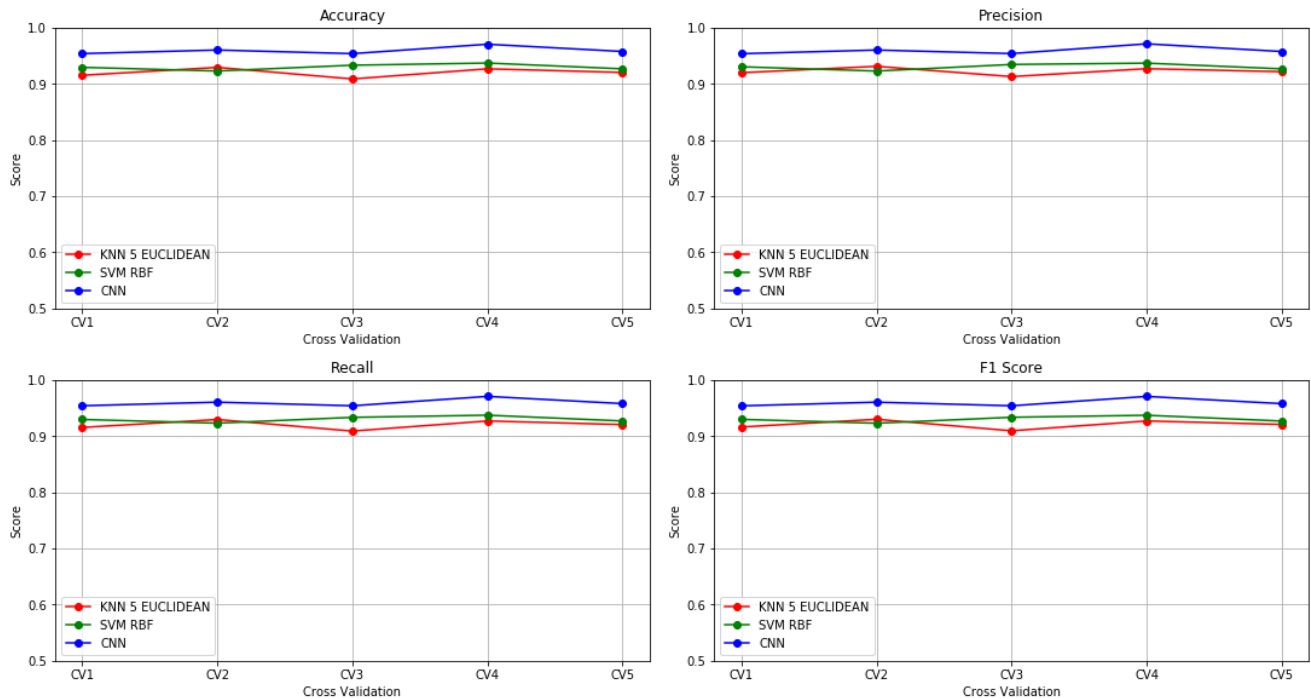 Accuracy
1.0
0.9
0.8
0.7
0.6
0.5
Score
KNN 5 EUCLIDEAN
SVM RBF
CNN
CV1 CV2 CV3 CV4 CV5
Cross Validation
Precision
1.0
0.9
0.8
0.7
0.6
0.5
Score
KNN 5 EUCLIDEAN
SVM RBF
CNN
CV1 CV2 CV3 CV4 CV5
Cross Validation
Recall
1.0
0.9
0.8
0.7
0.6
0.5
Score
KNN 5 EUCLIDEAN
SVM RBF
CNN
CV1 CV2 CV3 CV4 CV5
Cross Validation
F1 Score
1.0
0.9
0.8
0.7
0.6
0.5
Score
KNN 5 EUCLIDEAN
SVM RBF
CNN
CV1 CV2 CV3 CV4 CV5
Cross Validation